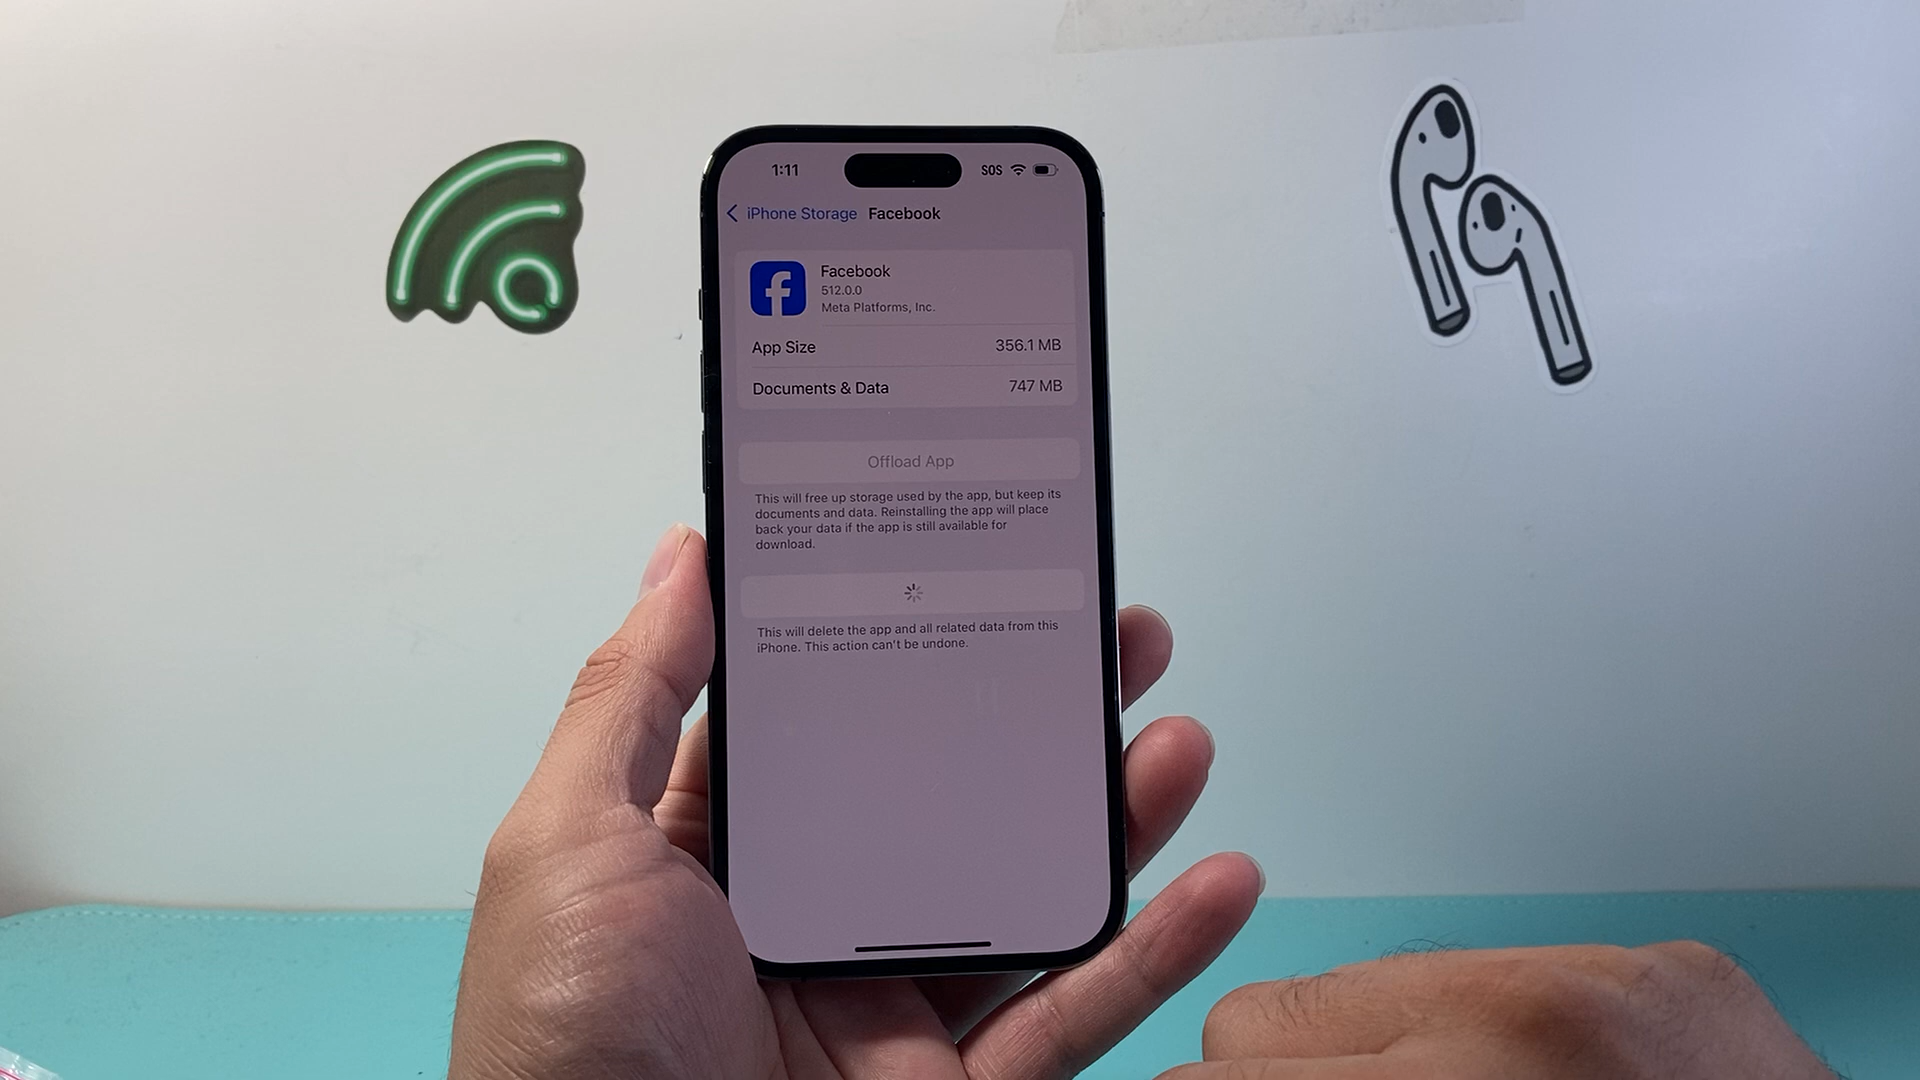 1:11
SOS
iPhone Storage Facebook
Facebook
512.0.0
Meta Platforms, Inc.
App Size 356.1 MB
Documents & Data 747 MB
Offload App
This will free up storage used by the app, but keep its
documents and data. Reinstalling the app will place
back your data if the app is still available for
download.
This will delete the app and all related data from this
iPhone. This action can't be undone.